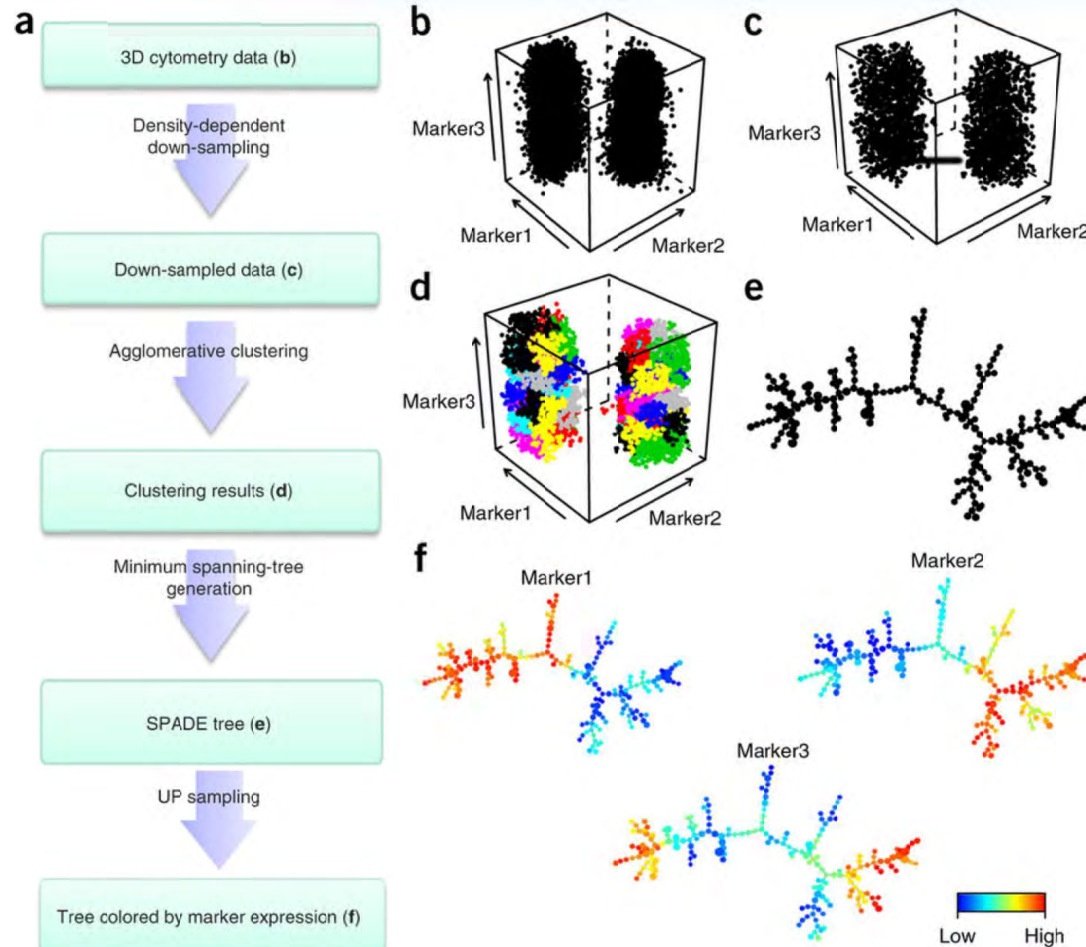 a
3D cytometry data (b)
Density-dependent
down-sampling
Down-sampled data (c)
Agglomerative clustering
Clustering results (d)
Minimum spanning-tree
generation
SPADE tree (e)
UP sampling
Tree colored by marker expression (f)
b
Marker3
Marker1
Marker2
c
Marker3
Marker1
Marker2
d
Marker3
Marker1
Marker2
e
f
Marker1
Marker2
Marker3
Low
High